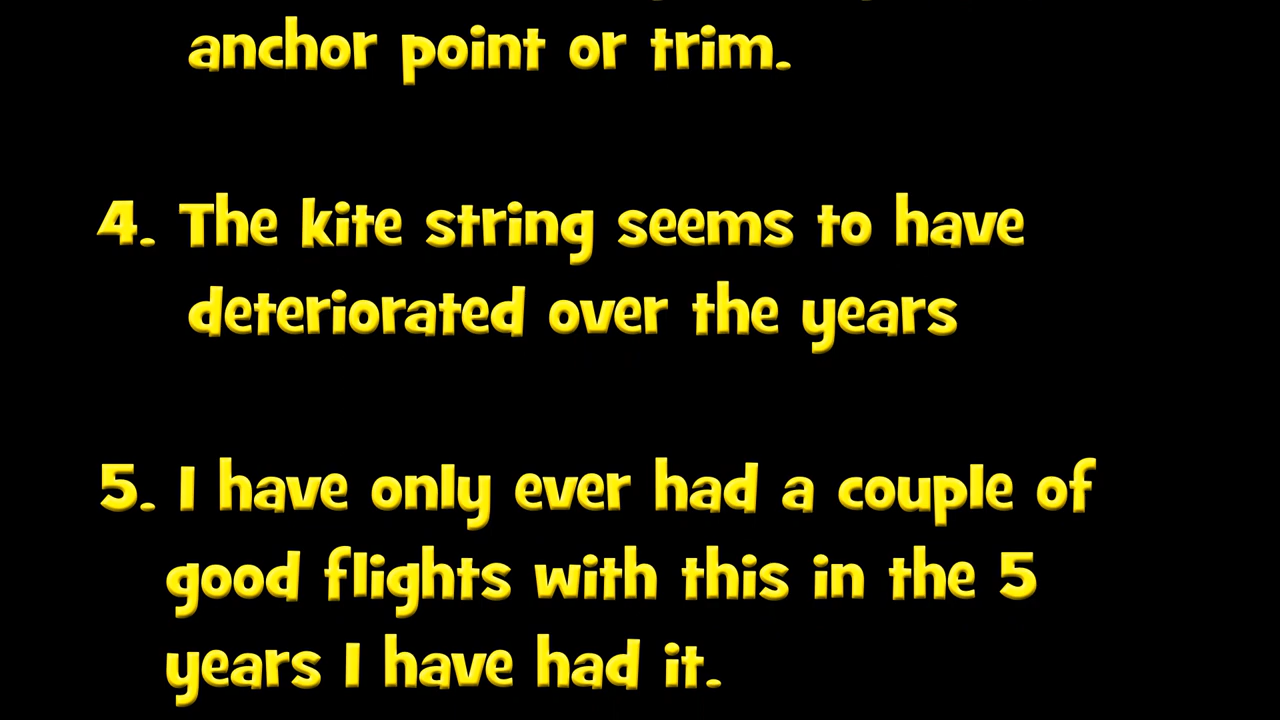 anchor point or trim.
4. The kite string seems to have
deteriorated over the years
5. I have only ever had a couple of
good flights with this in the 5
years I have had it.